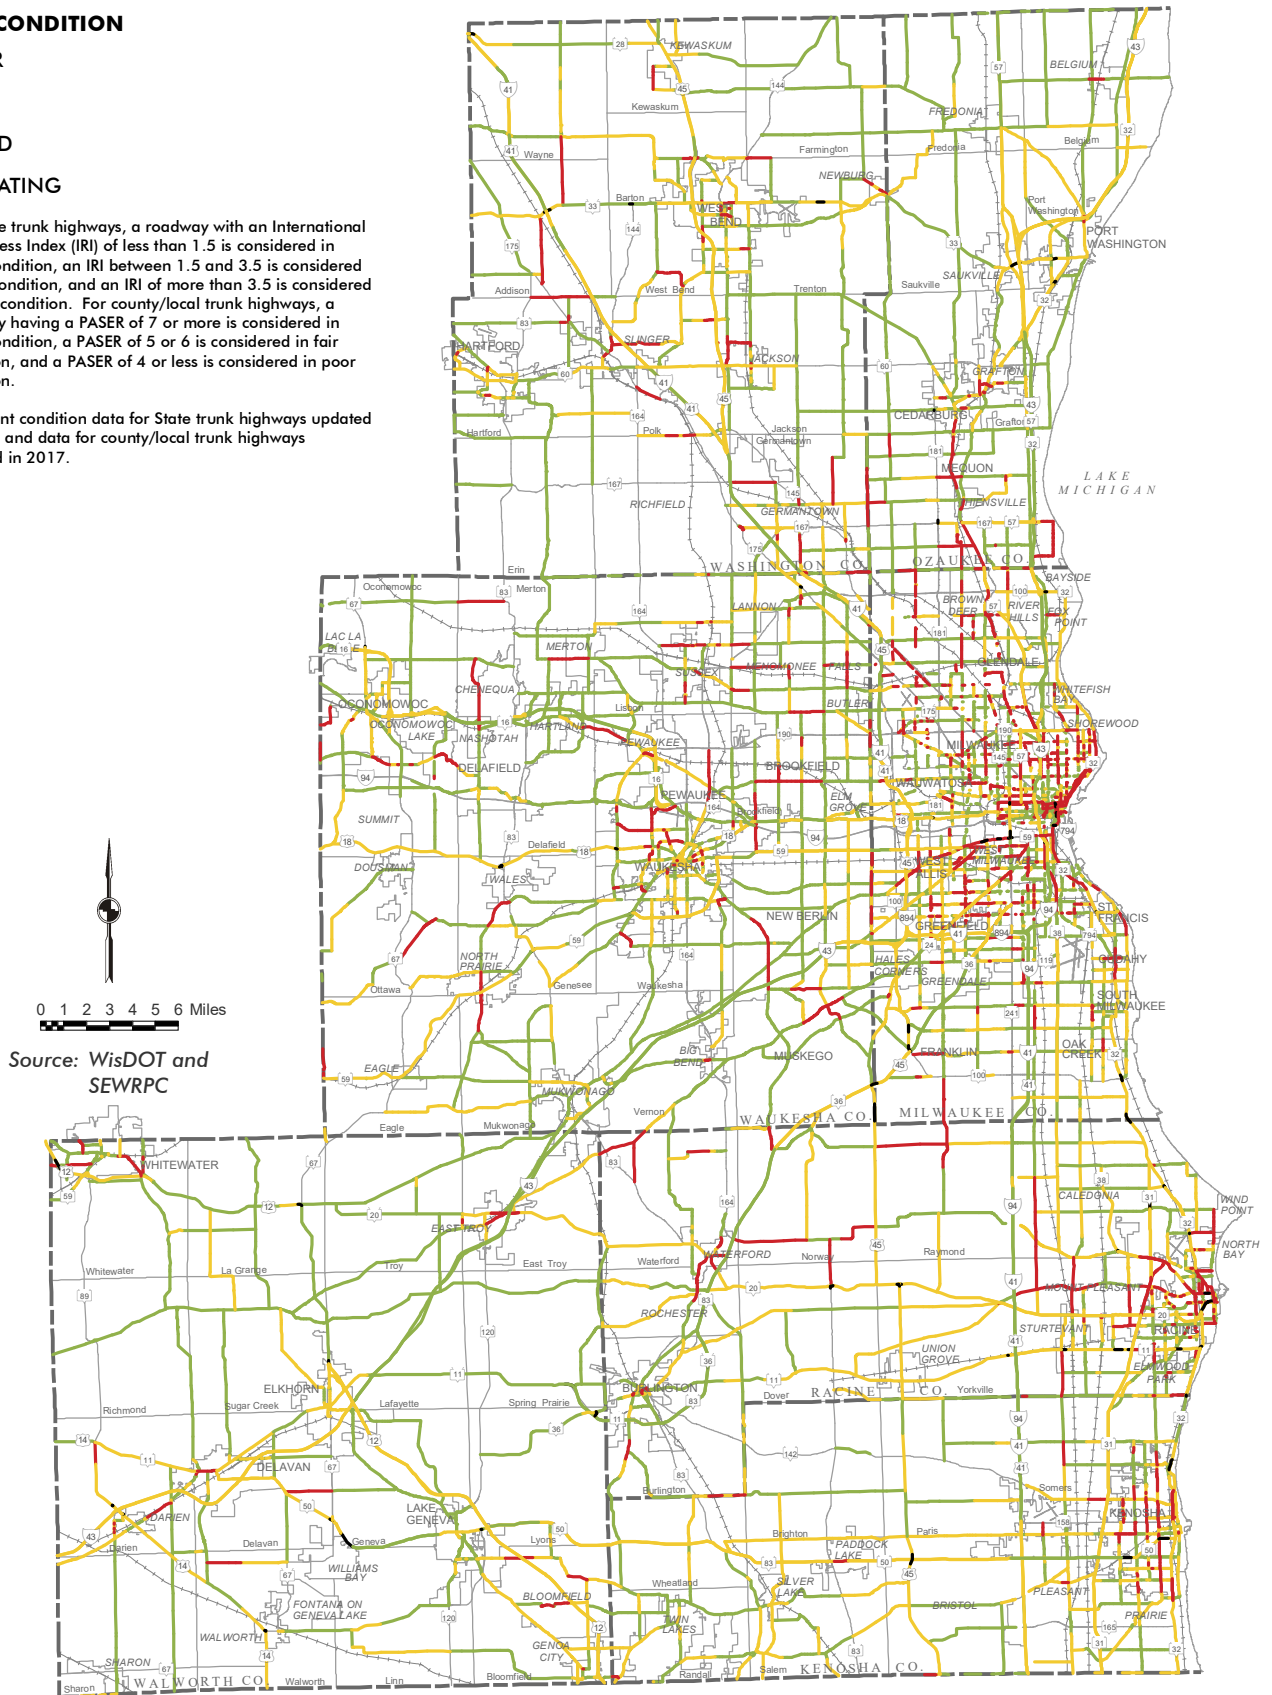 CONDITION
R
D
ATING
e trunk highways, a roadway with an International
ess Index (IRI) of less than 1.5 is considered in
ondition, an IRI between 1.5 and 3.5 is considered
ondition, and an IRI of more than 3.5 is considered
condition.  For county/local trunk highways, a
y having a PASER of 7 or more is considered in
ondition, a PASER of 5 or 6 is considered in fair
on, and a PASER of 4 or less is considered in poor
on.
nt condition data for State trunk highways updated
and data for county/local trunk highways
d in 2017.
0 1 2 3 4 5 6 Miles
Source: WisDOT and
SEWRPC
LAKE
MICHIGAN
KEWASKUM
Kewaskum
BELGIUM
Belgium
FREDONIA
Fredonia
Wayne
Farmington
NEWBURG
Barton
WEST
BEND
Port
Washington
PORT
WASHINGTON
SAUKVILLE
Saukville
Addison
West Bend
Trenton
HARTFORD
Hartford
SLINGER
JACKSON
Jackson
Germantown
Polk
GRAFTON
Grafton
CEDARBURG
MEQUON
THIENSVILLE
RICHFIELD
GERMANTOWN
WASHINGTON CO.
OZAUKEE CO.
Erin
Oconomowoc
Merton
LANNON
BAYSIDE
BROWN
DEER
RIVER
HILLS
FOX
POINT
LAC LA
MERTON
SUSSEX
MENOMONEE FALLS
GLENDALE
CHENEQUA
WHITEFISH
BAY
OCONOMOWOC
OCONOMOWOC
LAKE
NASHOTAH
HARTLAND
Lisbon
BUTLER
SHOREWOOD
PEWAUKEE
MILWAUKEE
DELAFIELD
BROOKFIELD
WAUWATOSA
PEWAUKEE
Brookfield
ELM
GROVE
SUMMIT
Delafield
DOUSMAN
WALES
WAUKESHA
WEST
ALLIS
WEST
MILWAUKEE
NEW BERLIN
GREENFIELD
ST.
FRANCIS
NORTH
PRAIRIE
HALES
CORNERS
GREENDALE
CUDAHY
Ottawa
Genesee
Waukesha
SOUTH
MILWAUKEE
EAGLE
BIG
BEND
MUSKEGO
FRANKLIN
OAK
CREEK
MUKWONAGO
Vernon
Eagle
Mukwonago
WAUKESHA CO.
MILWAUKEE CO.
WHITEWATER
CALEDONIA
WIND
POINT
NORTH
BAY
EAST TROY
WATERFORD
Whitewater
La Grange
Troy
East Troy
Waterford
Norway
Raymond
MOUNT PLEASANT
ROCHESTER
STURTEVANT
RACINE
UNION
GROVE
ELMWOOD
PARK
ELKHORN
BURLINGTON
Dover
RACINE CO.
Yorkville
Richmond
Sugar Creek
Lafayette
Spring Prairie
DELAVAN
Burlington
Somers
DARIEN
LAKE
GENEVA
KENOSHA
Darien
Delavan
Geneva
Lyons
Brighton
Paris
PADDOCK
LAKE
WILLIAMS
BAY
Wheatland
SILVER
LAKE
PLEASANT
PRAIRIE
BLOOMFIELD
FONTANA ON
GENEVA LAKE
TWIN
LAKES
BRISTOL
WALWORTH
GENOA
CITY
SHARON
Sharon
WALWORTH CO.
Walworth
Linn
Bloomfield
Randall
Salem
KENOSHA CO.